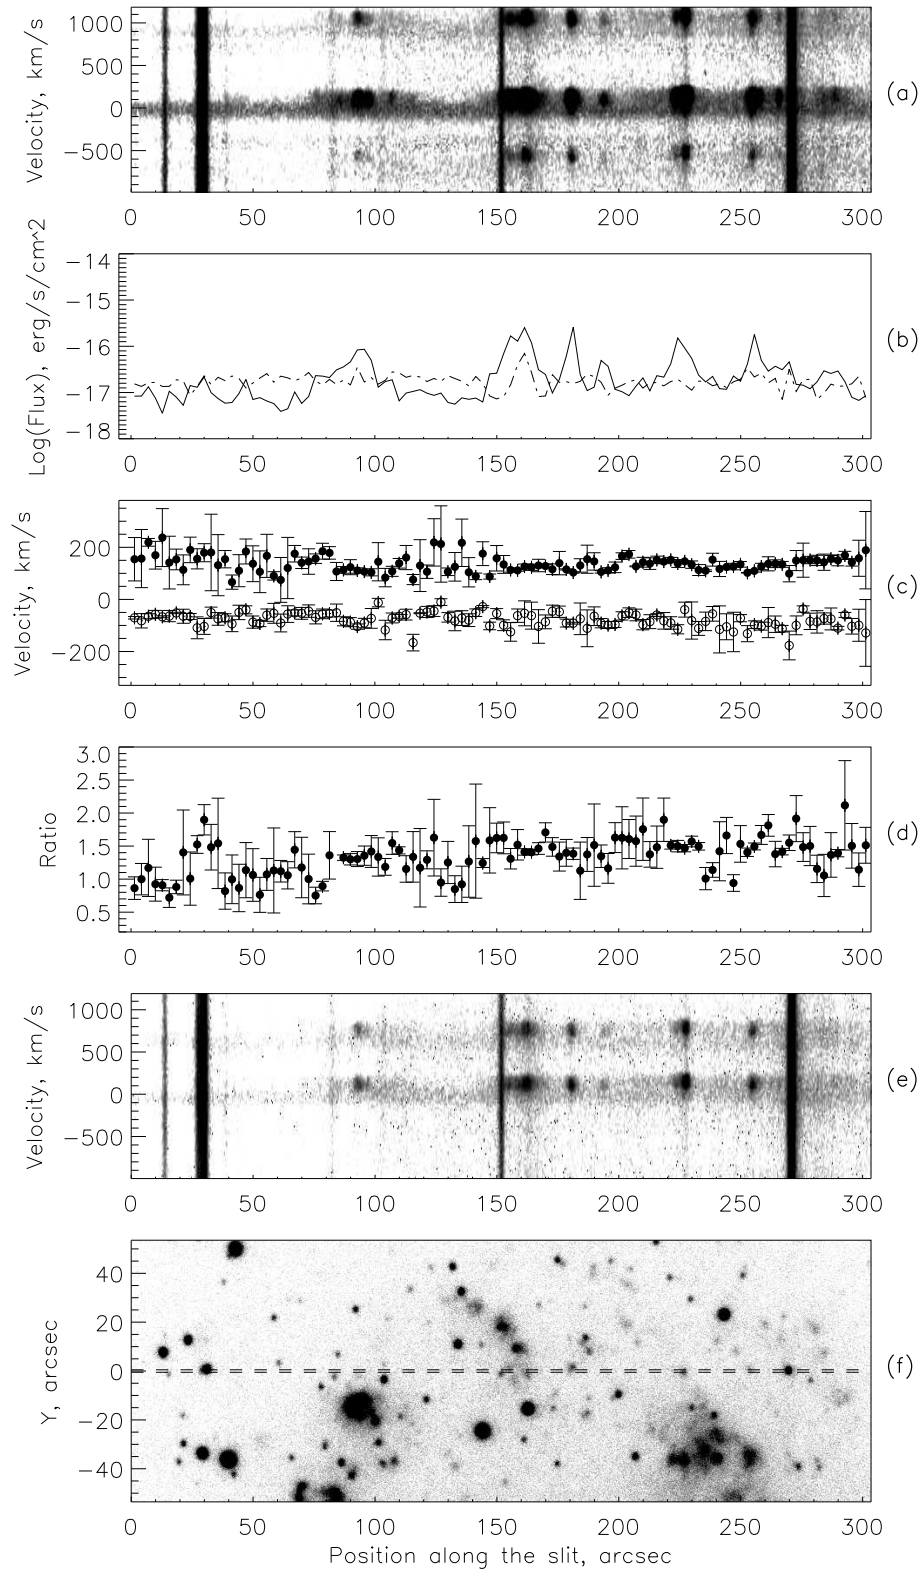 Velocity, km/s
1000
500
0
−500
(a)
0 50 100 150 200 250 300
Log(Flux), erg/s/cm^2
−14
−15
−16
−17
−18
(b)
0 50 100 150 200 250 300
Velocity, km/s
200
0
−200
(c)
0 50 100 150 200 250 300
Ratio
3.0
2.5
2.0
1.5
1.0
0.5
(d)
0 50 100 150 200 250 300
Velocity, km/s
1000
500
0
−500
(e)
0 50 100 150 200 250 300
Y, arcsec
40
20
0
−20
−40
(f)
0 50 100 150 200 250 300
Position along the slit, arcsec